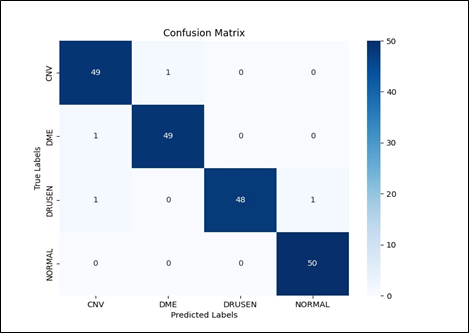 Confusion Matrix
CNV 49 1 0 0
DME 1 49 0 0
DRUSEN 1 0 48 1
NORMAL 0 0 0 50
CNV DME DRUSEN NORMAL
Predicted Labels
True Labels
50
40
30
20
10
0